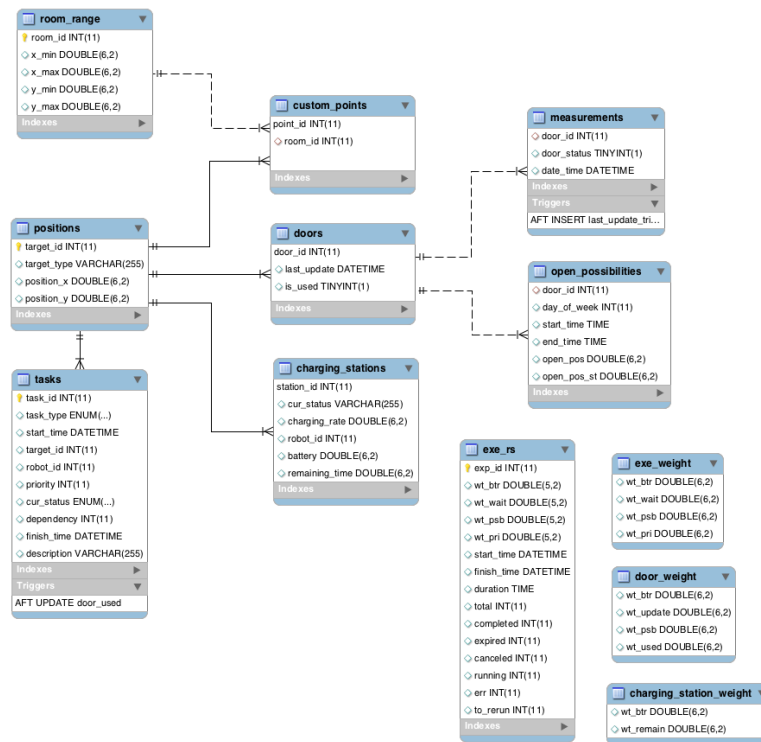 room_range
room_id INT(11)
x_min DOUBLE(6,2)
x_max DOUBLE(6,2)
y_min DOUBLE(6,2)
y_max DOUBLE(6,2)
Indexes
custom_points
point_id INT(11)
room_id INT(11)
Indexes
measurements
door_id INT(11)
door_status TINYINT(1)
date_time DATETIME
Indexes
Triggers
AFT INSERT last_update_tri...
positions
target_id INT(11)
target_type VARCHAR(255)
position_x DOUBLE(6,2)
position_y DOUBLE(6,2)
Indexes
doors
door_id INT(11)
last_update DATETIME
is_used TINYINT(1)
Indexes
open_possibilities
door_id INT(11)
day_of_week INT(11)
start_time TIME
end_time TIME
open_pos DOUBLE(6,2)
open_pos_st DOUBLE(6,2)
Indexes
tasks
task_id INT(11)
task_type ENUM(...)
start_time DATETIME
target_id INT(11)
robot_id INT(11)
priority INT(11)
cur_status ENUM(...)
dependency INT(11)
finish_time DATETIME
description VARCHAR(255)
Indexes
Triggers
AFT UPDATE door_used
charging_stations
station_id INT(11)
cur_status VARCHAR(255)
charging_rate DOUBLE(6,2)
robot_id INT(11)
battery DOUBLE(6,2)
remaining_time DOUBLE(6,2)
Indexes
exe_rs
exp_id INT(11)
wt_btr DOUBLE(5,2)
wt_wait DOUBLE(5,2)
wt_psb DOUBLE(5,2)
wt_pri DOUBLE(5,2)
start_time DATETIME
finish_time DATETIME
duration TIME
total INT(11)
completed INT(11)
expired INT(11)
canceled INT(11)
running INT(11)
err INT(11)
to_rerun INT(11)
Indexes
exe_weight
wt_btr DOUBLE(6,2)
wt_wait DOUBLE(6,2)
wt_psb DOUBLE(6,2)
wt_pri DOUBLE(6,2)
door_weight
wt_btr DOUBLE(6,2)
wt_update DOUBLE(6,2)
wt_psb DOUBLE(6,2)
wt_used DOUBLE(6,2)
charging_station_weight
wt_btr DOUBLE(6,2)
wt_remain DOUBLE(6,2)